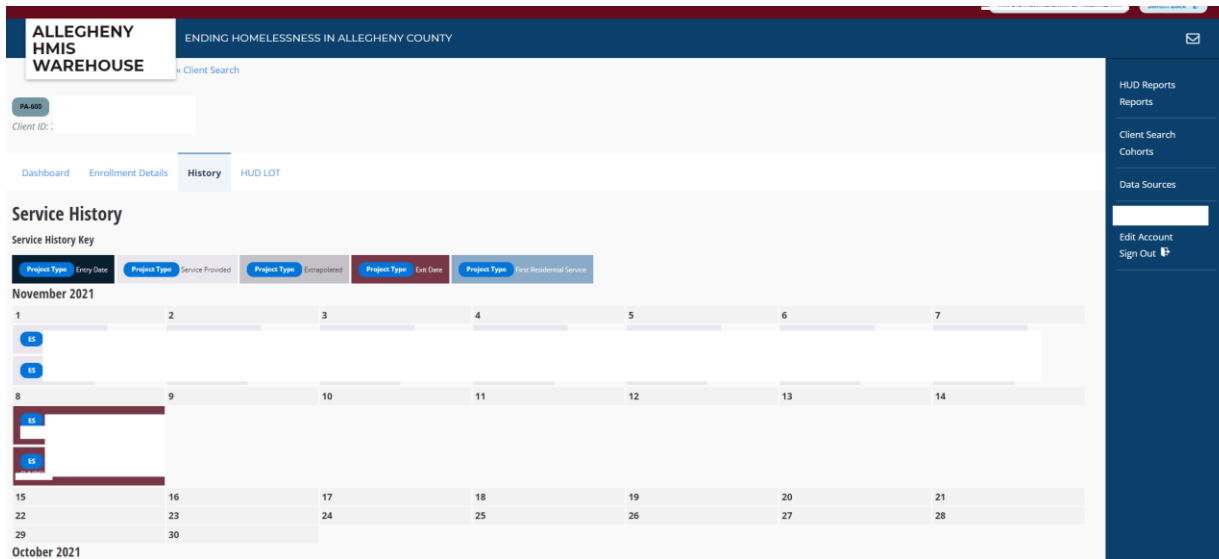 ALLEGHENY
HMIS
WAREHOUSE
ENDING HOMELESSNESS IN ALLEGHENY COUNTY
« Client Search
PA-600
Client ID:
Dashboard Enrollment Details History HUD LOT
Service History
Service History Key
Project Type Entry Date Project Type Service Provided Project Type Extrapolated Project Type Exit Date Project Type First Residential Service
November 2021
1 2 3 4 5 6 7
ES
ES
8 9 10 11 12 13 14
ES
ES
15 16 17 18 19 20 21
22 23 24 25 26 27 28
29 30
October 2021
HUD Reports
Reports
Client Search
Cohorts
Data Sources
Edit Account
Sign Out